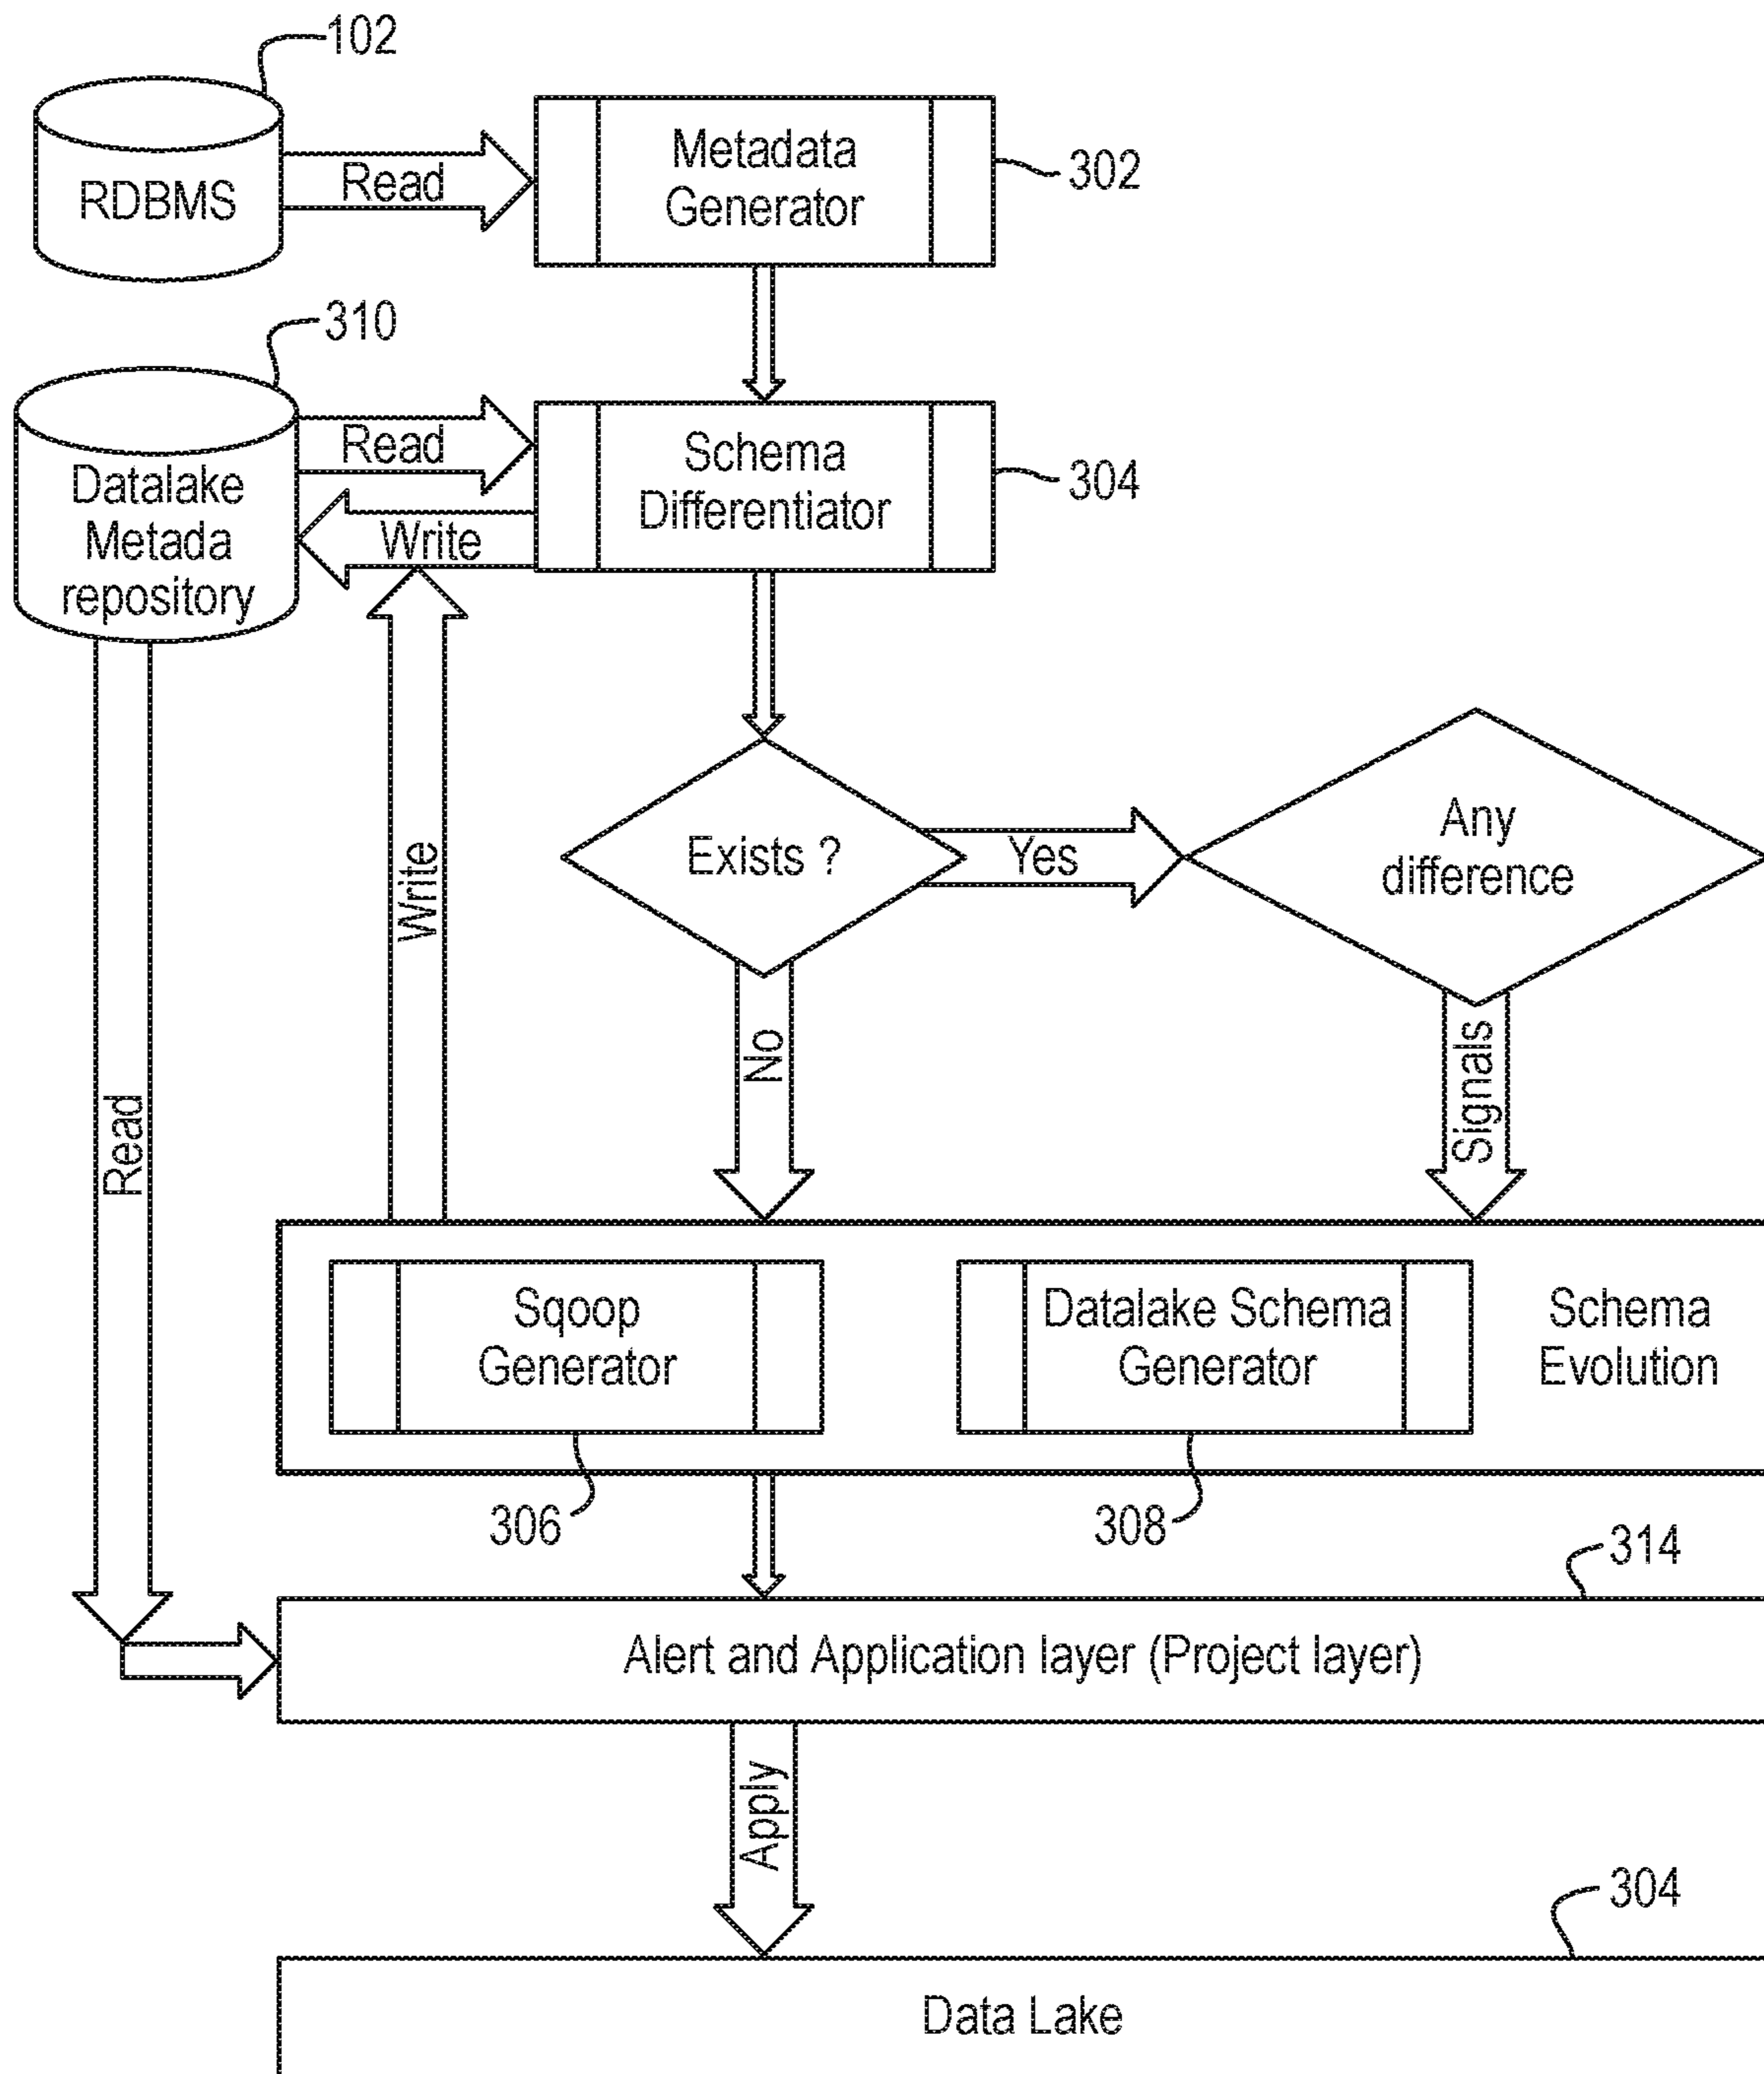 102
RDBMS
Read
Metadata
Generator
302
310
Datalake
Metada
repository
Read
Write
Schema
Differentiator
304
Exists ?
Yes
Any
difference
Write
No
Signals
Read
Sqoop
Generator
Datalake Schema
Generator
Schema
Evolution
306
308
314
Alert and Application layer (Project layer)
Apply
304
Data Lake